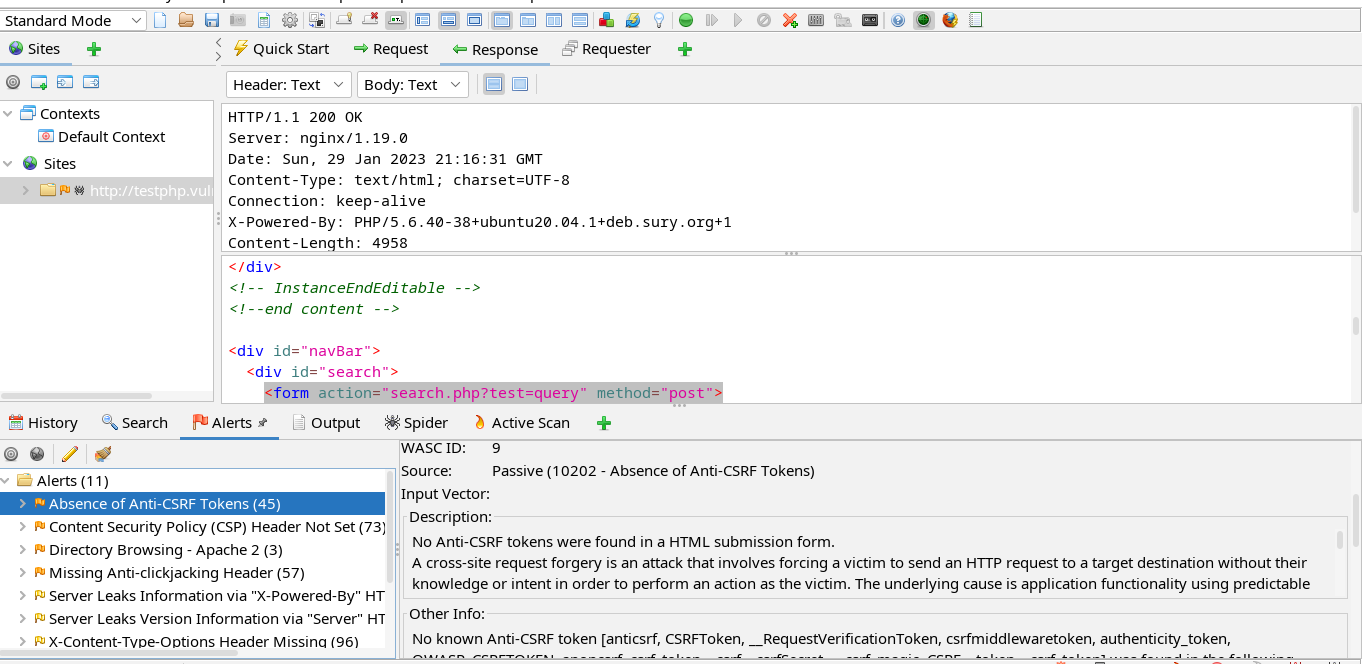 Standard Mode
Sites
Quick Start
Request
Response
Requester
Header: Text
Body: Text
Contexts
Default Context
Sites
http://testphp.vul
HTTP/1.1 200 OK
Server: nginx/1.19.0
Date: Sun, 29 Jan 2023 21:16:31 GMT
Content-Type: text/html; charset=UTF-8
Connection: keep-alive
X-Powered-By: PHP/5.6.40-38+ubuntu20.04.1+deb.sury.org+1
Content-Length: 4958
</div>
<!-- InstanceEndEditable -->
<!--end content -->
<div id="navBar">
<div id="search">
<form action="search.php?test=query" method="post">
History
Search
Alerts
Output
Spider
Active Scan
Alerts (11)
Absence of Anti-CSRF Tokens (45)
Content Security Policy (CSP) Header Not Set (73)
Directory Browsing - Apache 2 (3)
Missing Anti-clickjacking Header (57)
Server Leaks Information via "X-Powered-By" HT
Server Leaks Version Information via "Server" HT
X-Content-Type-Options Header Missing (96)
WASC ID: 9
Source: Passive (10202 - Absence of Anti-CSRF Tokens)
Input Vector:
Description:
No Anti-CSRF tokens were found in a HTML submission form.
A cross-site request forgery is an attack that involves forcing a victim to send an HTTP request to a target destination without their
knowledge or intent in order to perform an action as the victim. The underlying cause is application functionality using predictable
Other Info:
No known Anti-CSRF token [anticsrf, CSRFToken, __RequestVerificationToken, csrfmiddlewaretoken, authenticity_token,